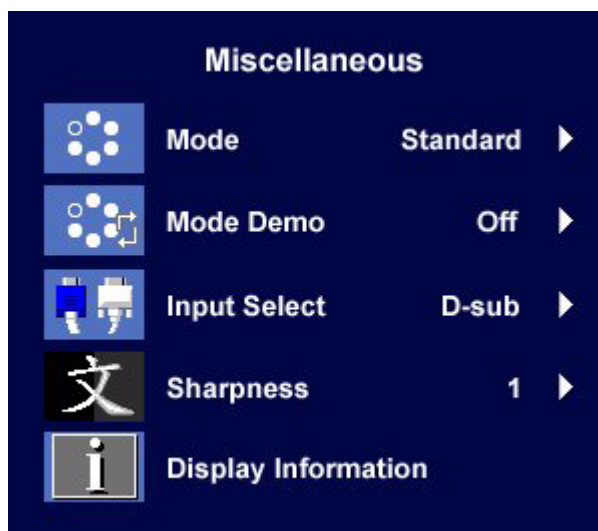 Miscellaneous
Mode Standard
Mode Demo Off
Input Select D-sub
文 Sharpness 1
i Display Information